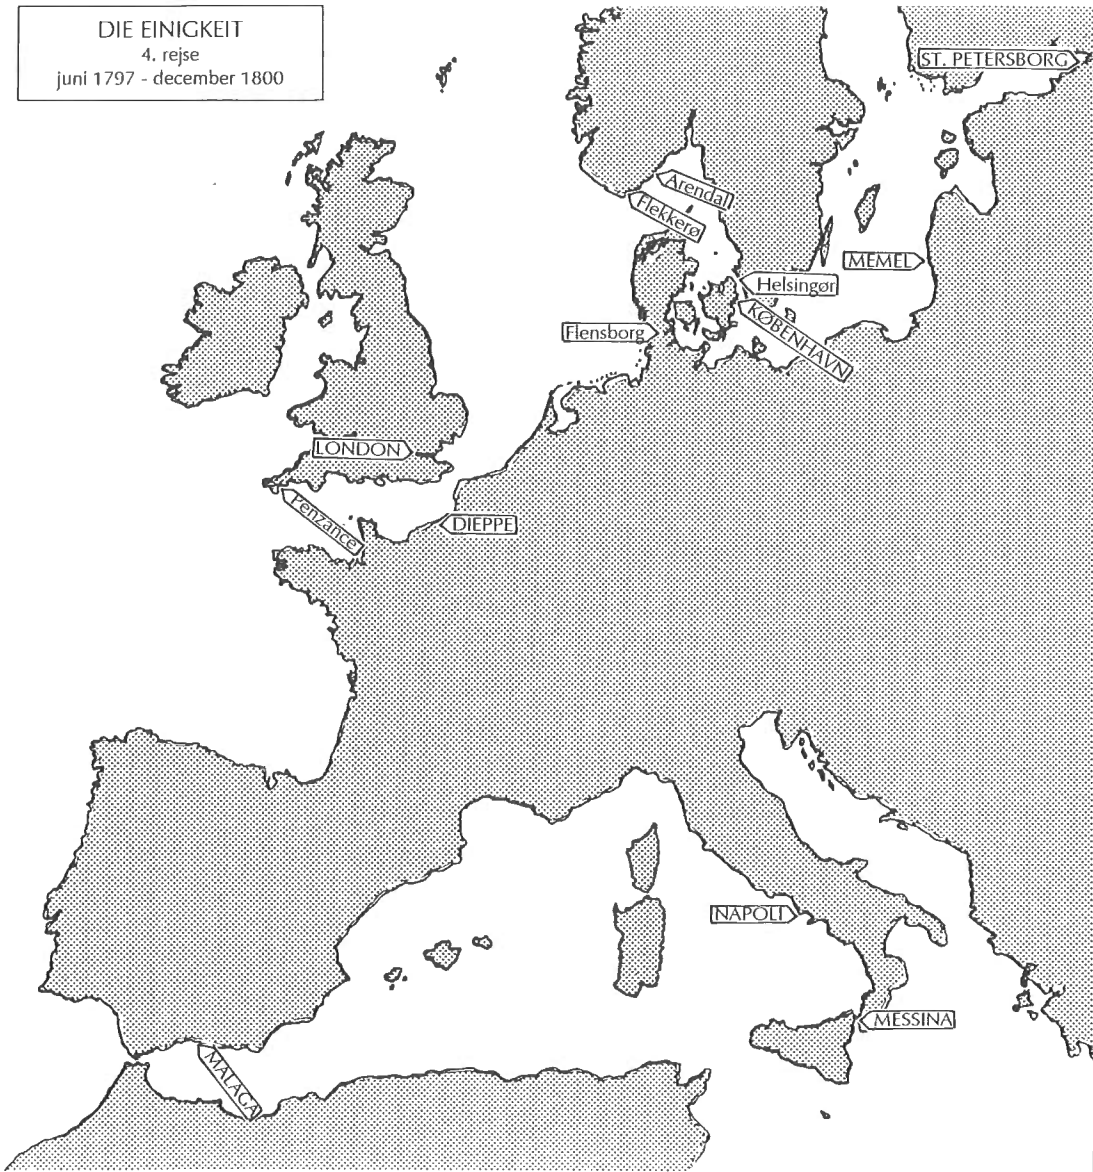 DIE EINIGKEIT
4. rejse
juni 1797 - december 1800
ST. PETERSBORG
Arendal
Flekkerø
MEMEL
Helsingør
KØBENHAVN
Flensborg
LONDON
Penzance
DIEPPE
NAPOLI
MESSINA
MALAGA